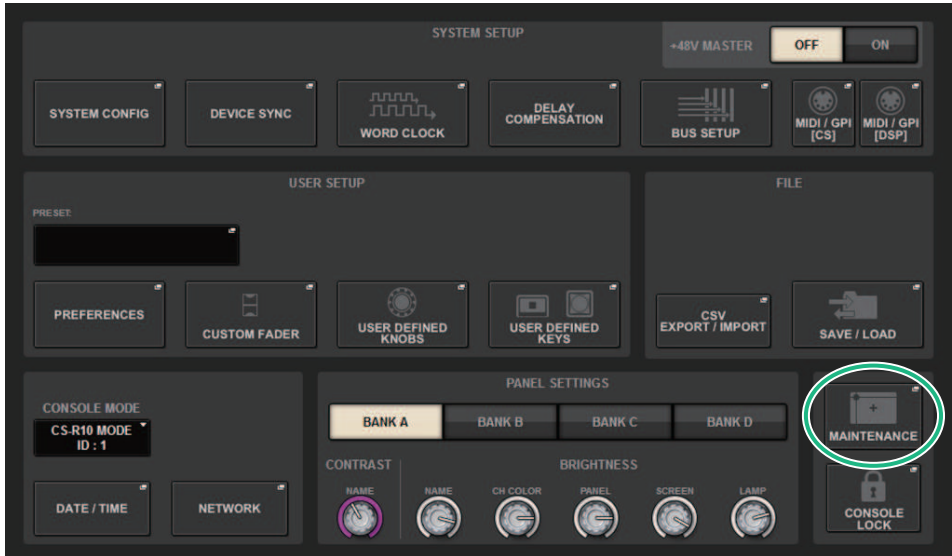 SYSTEM SETUP
+48V MASTER
OFF
ON
SYSTEM CONFIG
DEVICE SYNC
WORD CLOCK
DELAY
COMPENSATION
BUS SETUP
MIDI / GPI
[CS]
MIDI / GPI
[DSP]
USER SETUP
PRESET:
PREFERENCES
CUSTOM FADER
USER DEFINED
KNOBS
USER DEFINED
KEYS
FILE
CSV
EXPORT / IMPORT
SAVE / LOAD
CONSOLE MODE
CS-R10 MODE
ID : 1
DATE / TIME
NETWORK
PANEL SETTINGS
BANK A
BANK B
BANK C
BANK D
CONTRAST
BRIGHTNESS
NAME
NAME
CH COLOR
PANEL
SCREEN
LAMP
MAINTENANCE
CONSOLE
LOCK